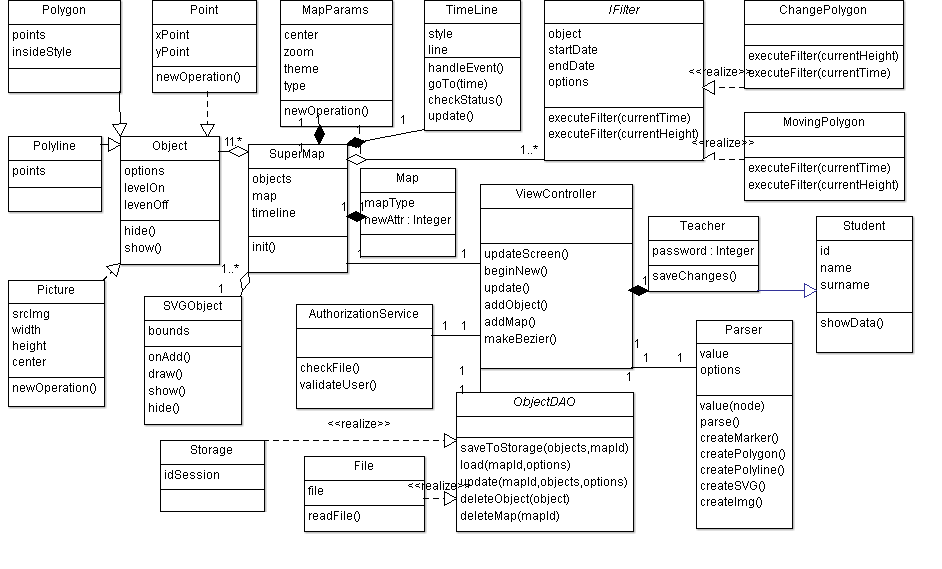 Polygon
points
insideStyle
Point
xPoint
yPoint
newOperation()
MapParams
center
zoom
theme
type
newOperation()
1
TimeLine
style
line
handleEvent()
goTo(time)
checkStatus()
update()
1
IFilter
object
startDate
endDate
options
executeFilter(currentTime)
executeFilter(currentHeight)
1..*
ChangePolygon
executeFilter(currentHeight)
executeFilter(currentTime)
<<realize>>
MovingPolygon
executeFilter(currentTime)
executeFilter(currentHeight)
<<realize>>
Polyline
points
Object
options
levelOn
levenOff
hide()
show()
11..*
SuperMap
objects
map
timeline
init()
1
1
1
1
Map
mapType
newAttr : Integer
1
1
ViewController
updateScreen()
beginNew()
update()
addObject()
addMap()
makeBezier()
1
Teacher
password : Integer
saveChanges()
1
Student
id
name
surname
showData()
Picture
srcImg
width
height
center
newOperation()
1..*
1
SVGObject
bounds
onAdd()
draw()
show()
hide()
AuthorizationService
checkFile()
validateUser()
1
1
1
1
1
1
1
1
Parser
value
options
value(node)
parse()
createMarker()
createPolygon()
createPolyline()
createSVG()
createImg()
ObjectDAO
saveToStorage(objects,mapId)
load(mapId,options)
update(mapId,objects,options)
deleteObject(object)
deleteMap(mapId)
<<realize>>
Storage
idSession
File
file
readFile()
<<realize>>